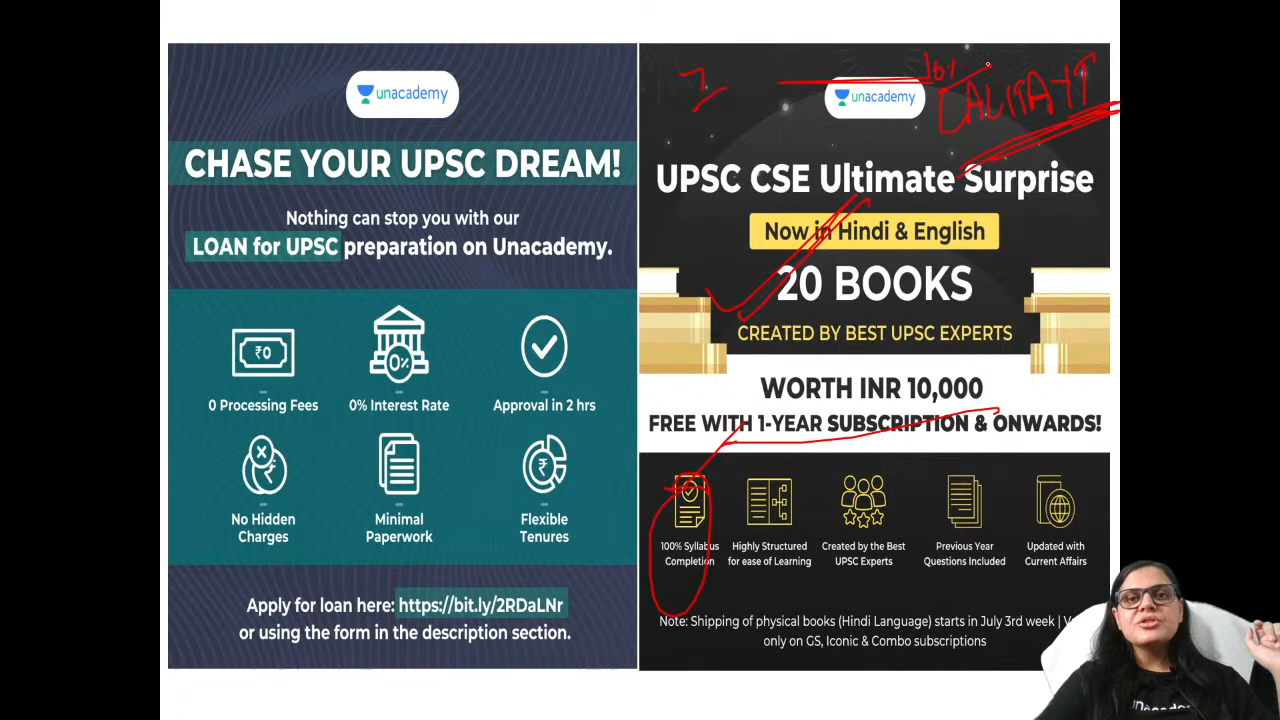 unacademy
CHASE YOUR UPSC DREAM!
Nothing can stop you with our
LOAN for UPSC preparation on Unacademy.
₹0
0%
0 Processing Fees
0% Interest Rate
Approval in 2 hrs
No Hidden
Charges
Minimal
Paperwork
Flexible
Tenures
Apply for loan here: https://bit.ly/2RDaLNr
or using the form in the description section.
unacademy
UPSC CSE Ultimate Surprise
Now in Hindi & English
20 BOOKS
CREATED BY BEST UPSC EXPERTS
WORTH INR 10,000
FREE WITH 1-YEAR SUBSCRIPTION & ONWARDS!
100% Syllabus
Completion
Highly Structured
for ease of Learning
Created by the Best
UPSC Experts
Previous Year
Questions Included
Updated with
Current Affairs
Note: Shipping of physical books (Hindi Language) starts in July 3rd week |
only on GS, Iconic & Combo subscriptions